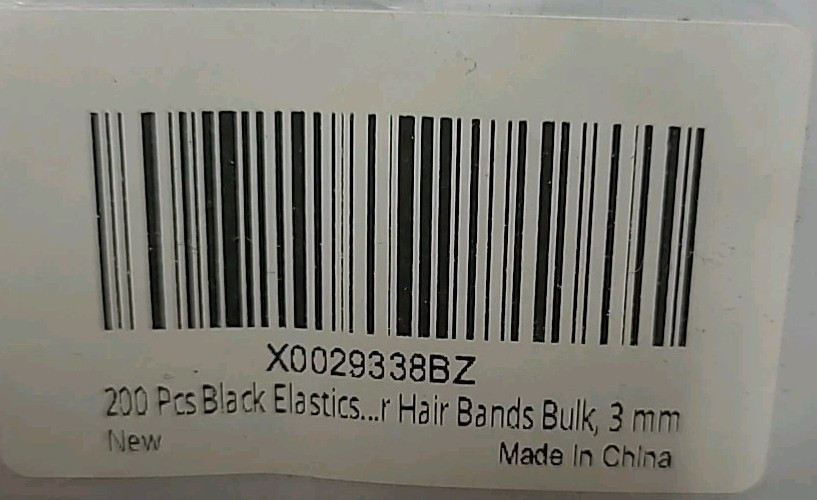 X0029338BZ
200 Pcs Black Elastics...r Hair Bands Bulk, 3 mm
New
Made In China